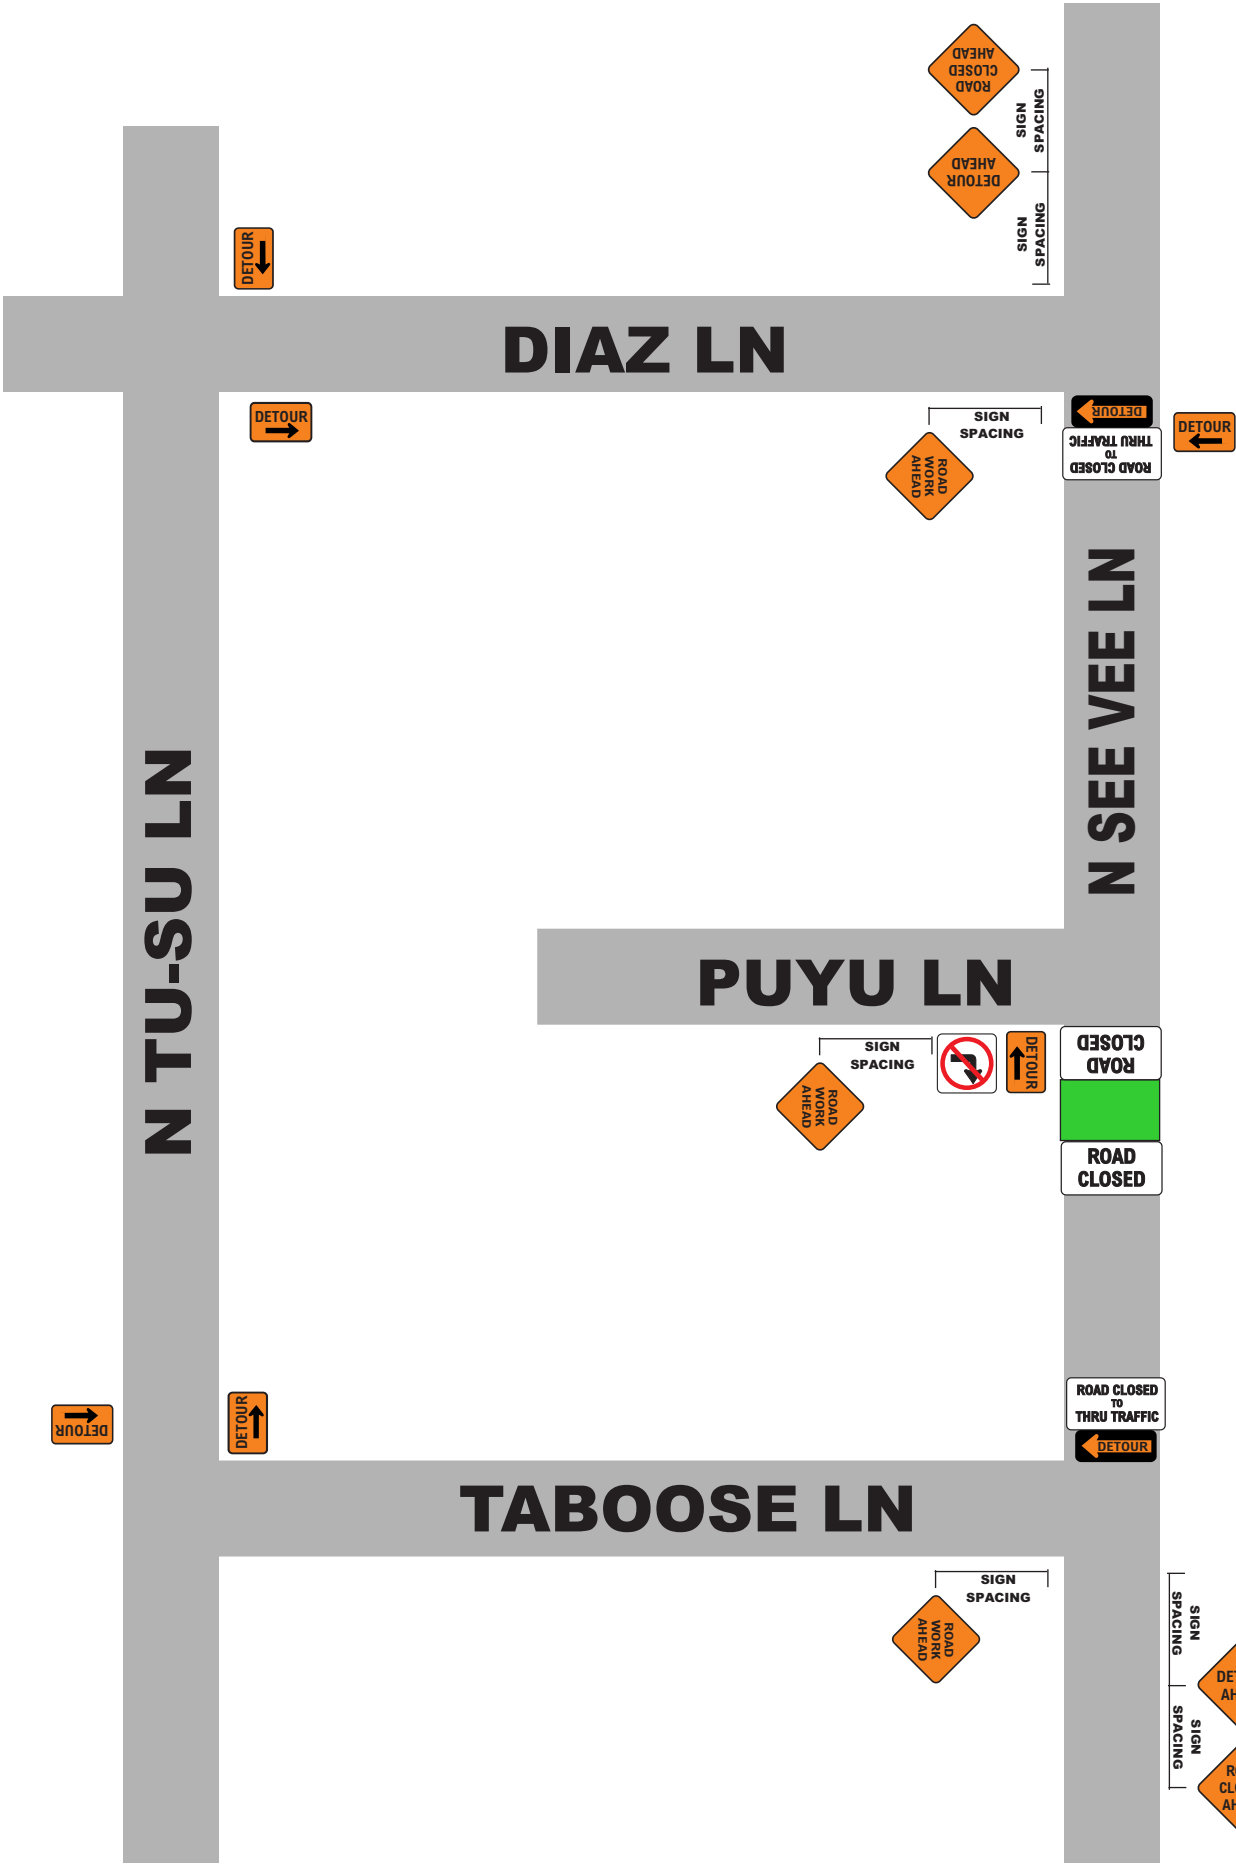 ROAD
CLOSED
AHEAD
SIGN
SPACING
DETOUR
AHEAD
SIGN
SPACING
DETOUR
DIAZ LN
DETOUR
SIGN
SPACING
ROAD
WORK
AHEAD
DETOUR
ROAD CLOSED
TO
THRU TRAFFIC
DETOUR
N SEE VEE LN
N TU-SU LN
PUYU LN
SIGN
SPACING
ROAD
WORK
AHEAD
DETOUR
ROAD
CLOSED
ROAD
CLOSED
DETOUR
DETOUR
ROAD CLOSED
TO
THRU TRAFFIC
DETOUR
TABOOSE LN
SIGN
SPACING
ROAD
WORK
AHEAD
SIGN
SPACING
SIGN
SPACING